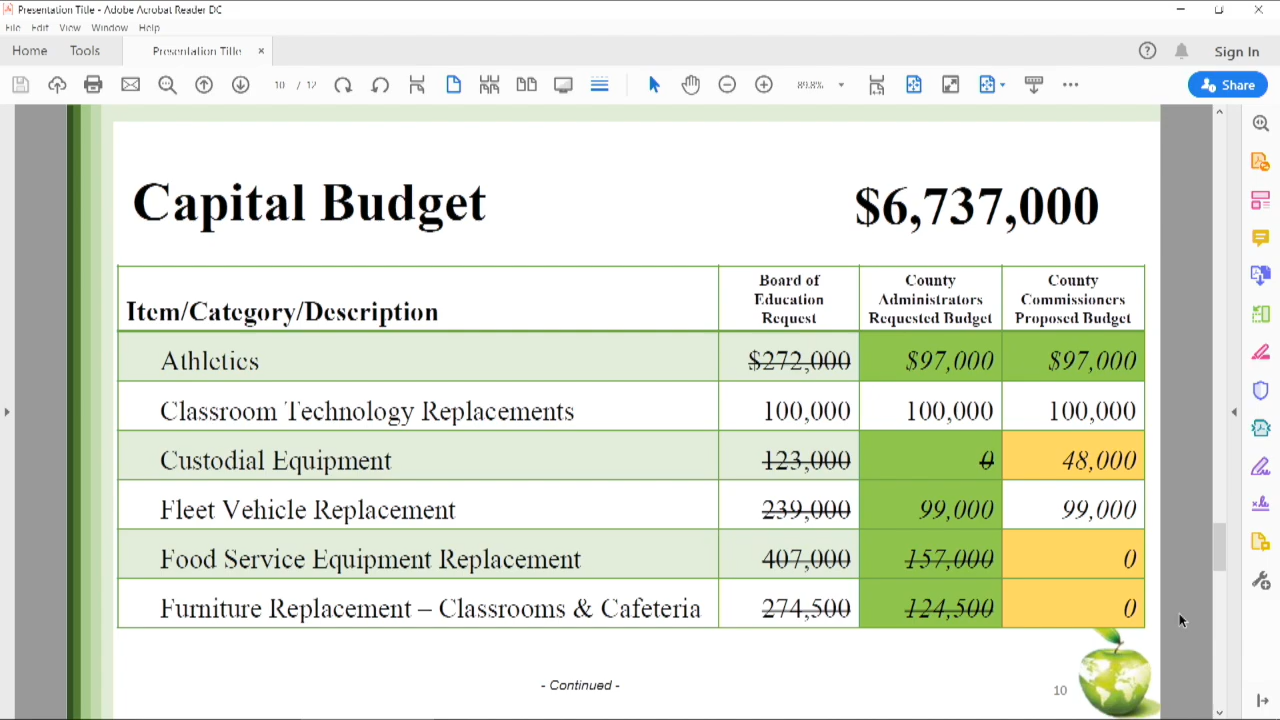 Presentation Title - Adobe Acrobat Reader DC
File Edit View Window Help
Home Tools Presentation Title × Sign In
10 / 12 89.8% Share
Capital Budget $6,737,000
Item/Category/Description Board of Education Request County Administrators Requested Budget County Commissioners Proposed Budget
Athletics $272,000 $97,000 $97,000
Classroom Technology Replacements 100,000 100,000 100,000
Custodial Equipment 123,000 0 48,000
Fleet Vehicle Replacement 239,000 99,000 99,000
Food Service Equipment Replacement 407,000 157,000 0
Furniture Replacement – Classrooms & Cafeteria 274,500 124,500 0
- Continued -
10